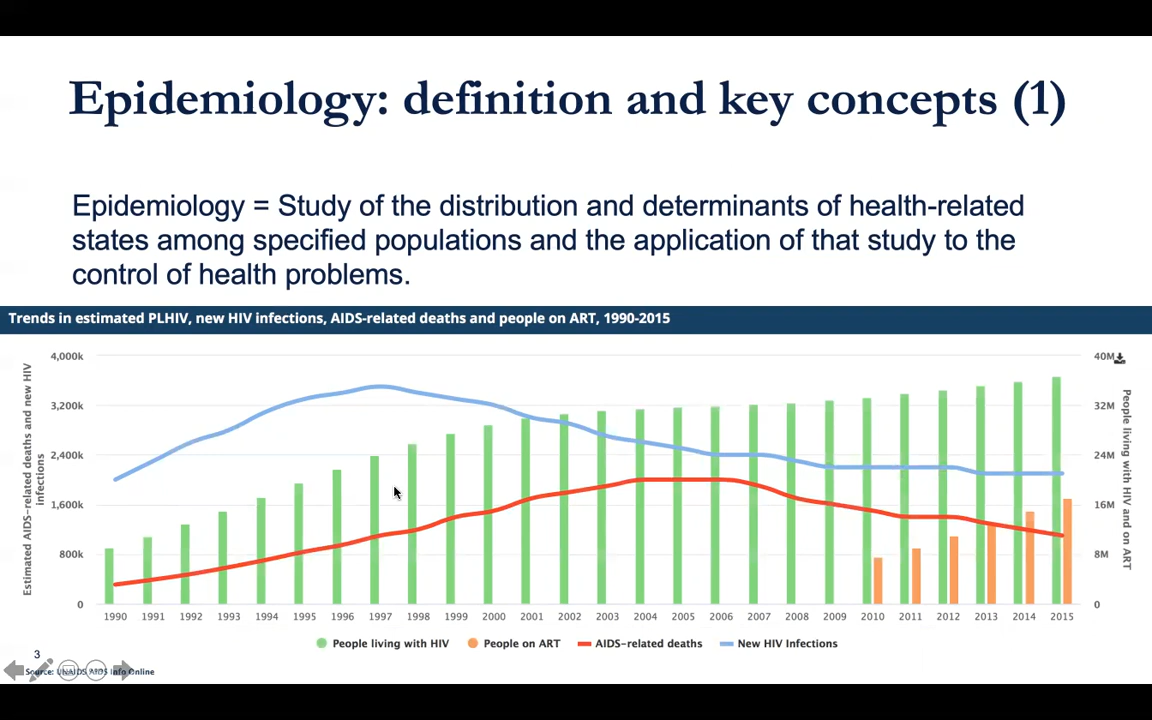 Epidemiology: definition and key concepts (1)
Epidemiology = Study of the distribution and determinants of health-related
states among specified populations and the application of that study to the
control of health problems.
Trends in estimated PLHIV, new HIV infections, AIDS-related deaths and people on ART, 1990-2015
Estimated AIDS-related deaths and new HIV
infections
4,000k
3,200k
2,400k
1,600k
800k
0
40M
32M
24M
16M
8M
0
People living with HIV and on ART
1990 1991 1992 1993 1994 1995 1996 1997 1998 1999 2000 2001 2002 2003 2004 2005 2006 2007 2008 2009 2010 2011 2012 2013 2014 2015
People living with HIV People on ART AIDS-related deaths New HIV Infections
3
Source: UNAIDS AIDS Info Online